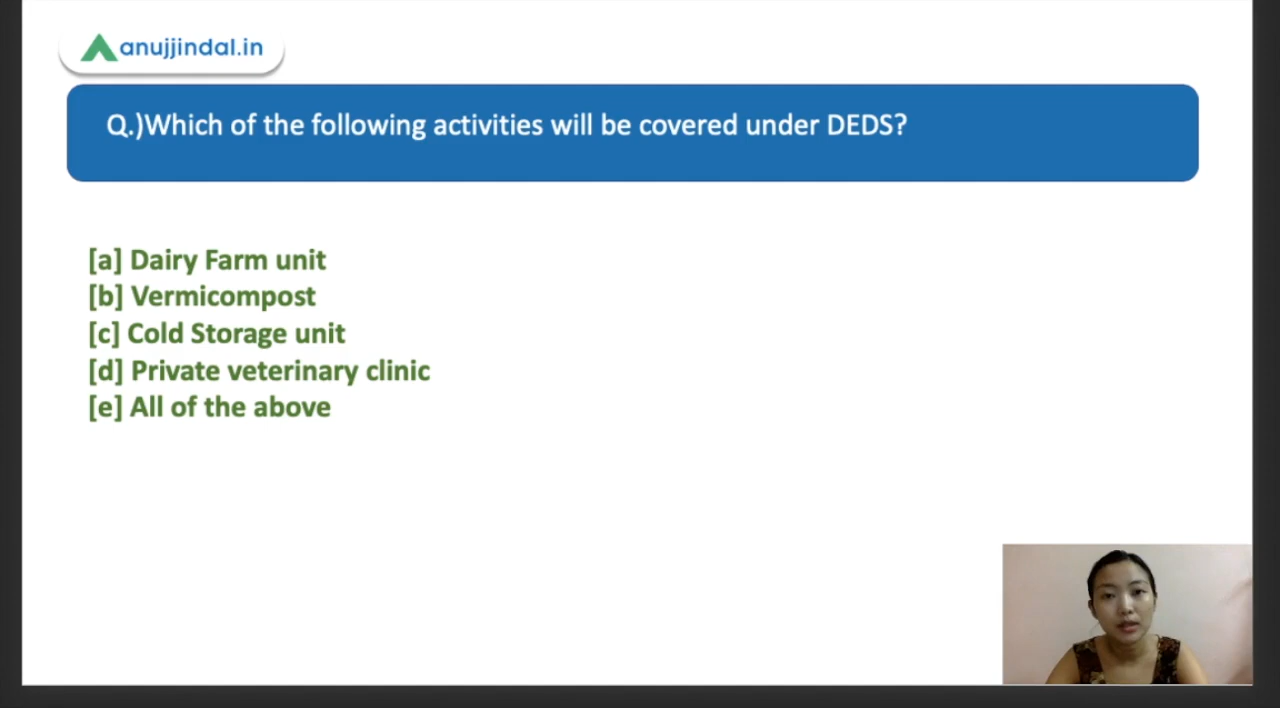 anujjindal.in
Q.)Which of the following activities will be covered under DEDS?
[a] Dairy Farm unit
[b] Vermicompost
[c] Cold Storage unit
[d] Private veterinary clinic
[e] All of the above